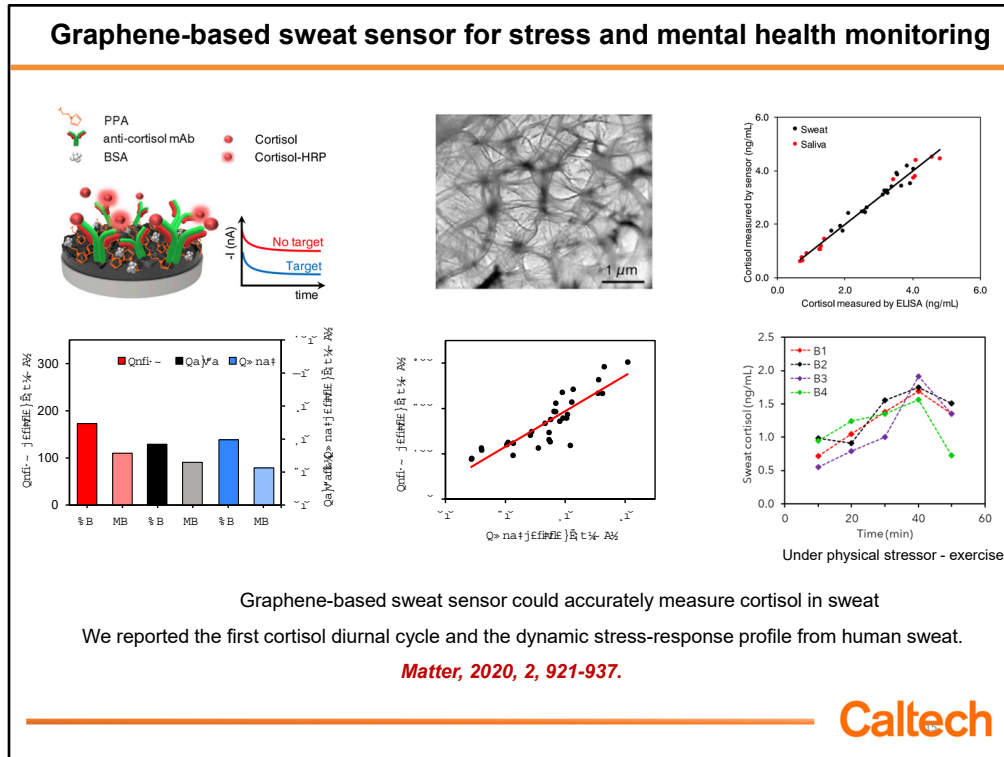 Graphene-based sweat sensor for stress and mental health monitoring
PPA
anti-cortisol mAb
BSA
Cortisol
Cortisol-HRP
-I (nA)
No target
Target
time
1 µm
Cortisol measured by sensor (ng/mL)
6.0
4.0
2.0
0.0
Sweat
Saliva
0.0 2.0 4.0 6.0
Cortisol measured by ELISA (ng/mL)
300
200
100
0
%B MB %B MB %B MB
Sweat cortisol (ng/mL)
2.5
2.0
1.5
1.0
0.5
0.0
B1
B2
B3
B4
0 20 40 60
Time (min)
Under physical stressor - exercise
Graphene-based sweat sensor could accurately measure cortisol in sweat
We reported the first cortisol diurnal cycle and the dynamic stress-response profile from human sweat.
Matter, 2020, 2, 921-937.
Caltech